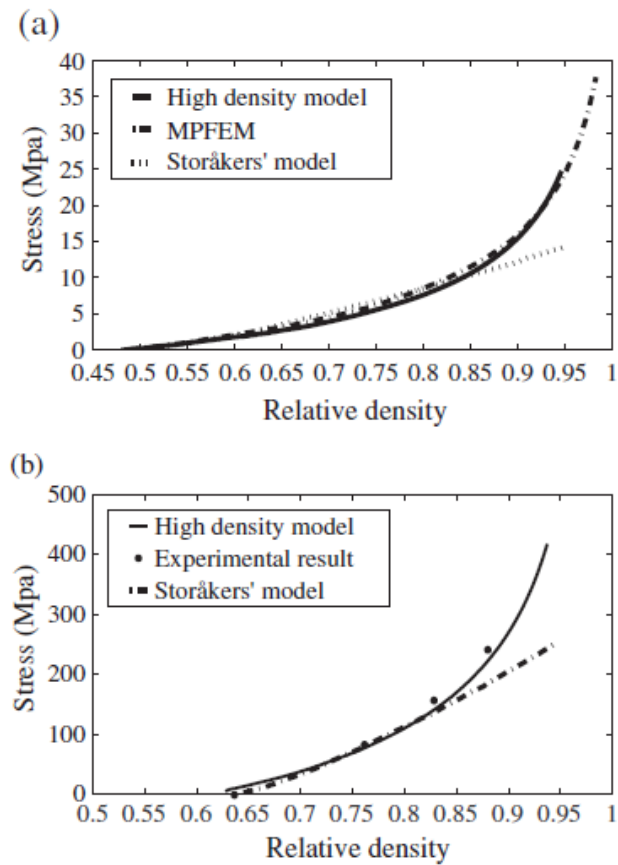 (a)
40
35
30
25
20
15
10
5
0
Stress (Mpa)
High density model
MPFEM
Storåkers' model
0.45 0.5 0.55 0.6 0.65 0.7 0.75 0.8 0.85 0.9 0.95 1
Relative density
(b)
500
400
300
200
100
0
Stress (Mpa)
High density model
Experimental result
Storåkers' model
0.5 0.55 0.6 0.65 0.7 0.75 0.8 0.85 0.9 0.95 1
Relative density